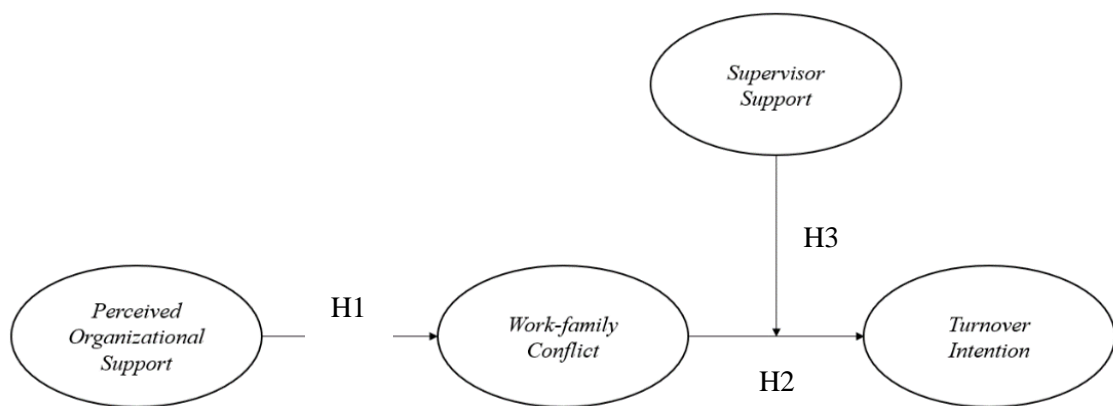 Supervisor
Support
H3
Perceived
Organizational
Support
H1
Work-family
Conflict
H2
Turnover
Intention